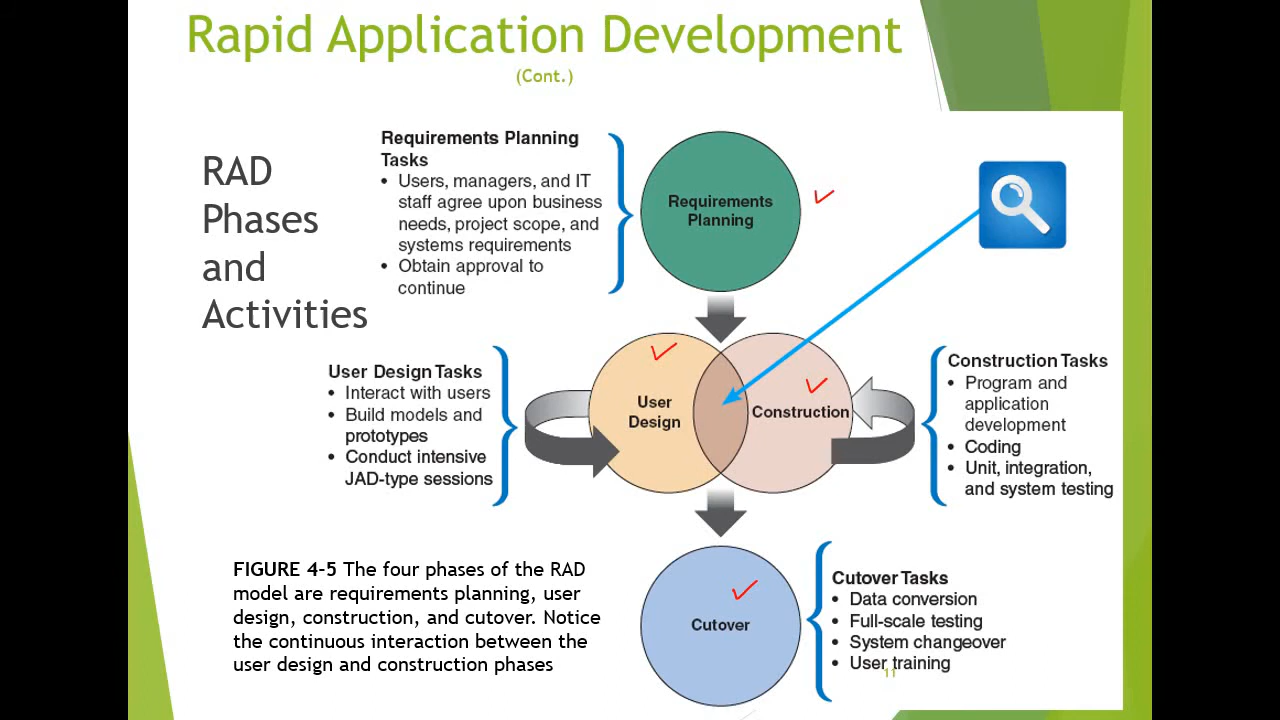 Rapid Application Development
(Cont.)
RAD
Phases
and
Activities
Requirements Planning
Tasks
• Users, managers, and IT
staff agree upon business
needs, project scope, and
systems requirements
• Obtain approval to
continue
Requirements
Planning
User Design Tasks
• Interact with users
• Build models and
prototypes
• Conduct intensive
JAD-type sessions
User
Design
Construction
Construction Tasks
• Program and
application
development
• Coding
• Unit, integration,
and system testing
FIGURE 4-5 The four phases of the RAD
model are requirements planning, user
design, construction, and cutover. Notice
the continuous interaction between the
user design and construction phases
Cutover
Cutover Tasks
• Data conversion
• Full-scale testing
• System changeover
• User training
11